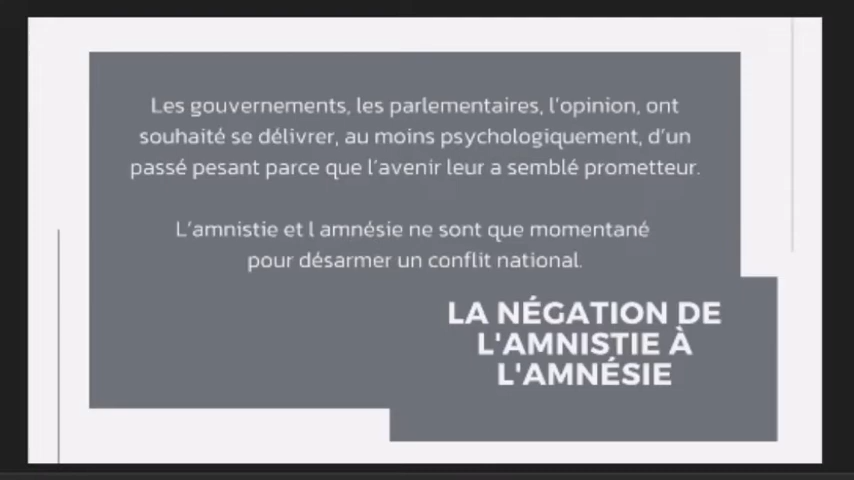 Les gouvernements, les parlementaires, l'opinion, ont
souhaité se délivrer, au moins psychologiquement, d'un
passé pesant parce que l'avenir leur a semblé prometteur.
L'amnistie et l amnésie ne sont que momentané
pour désarmer un conflit national.
LA NÉGATION DE
L'AMNISTIE À
L'AMNÉSIE